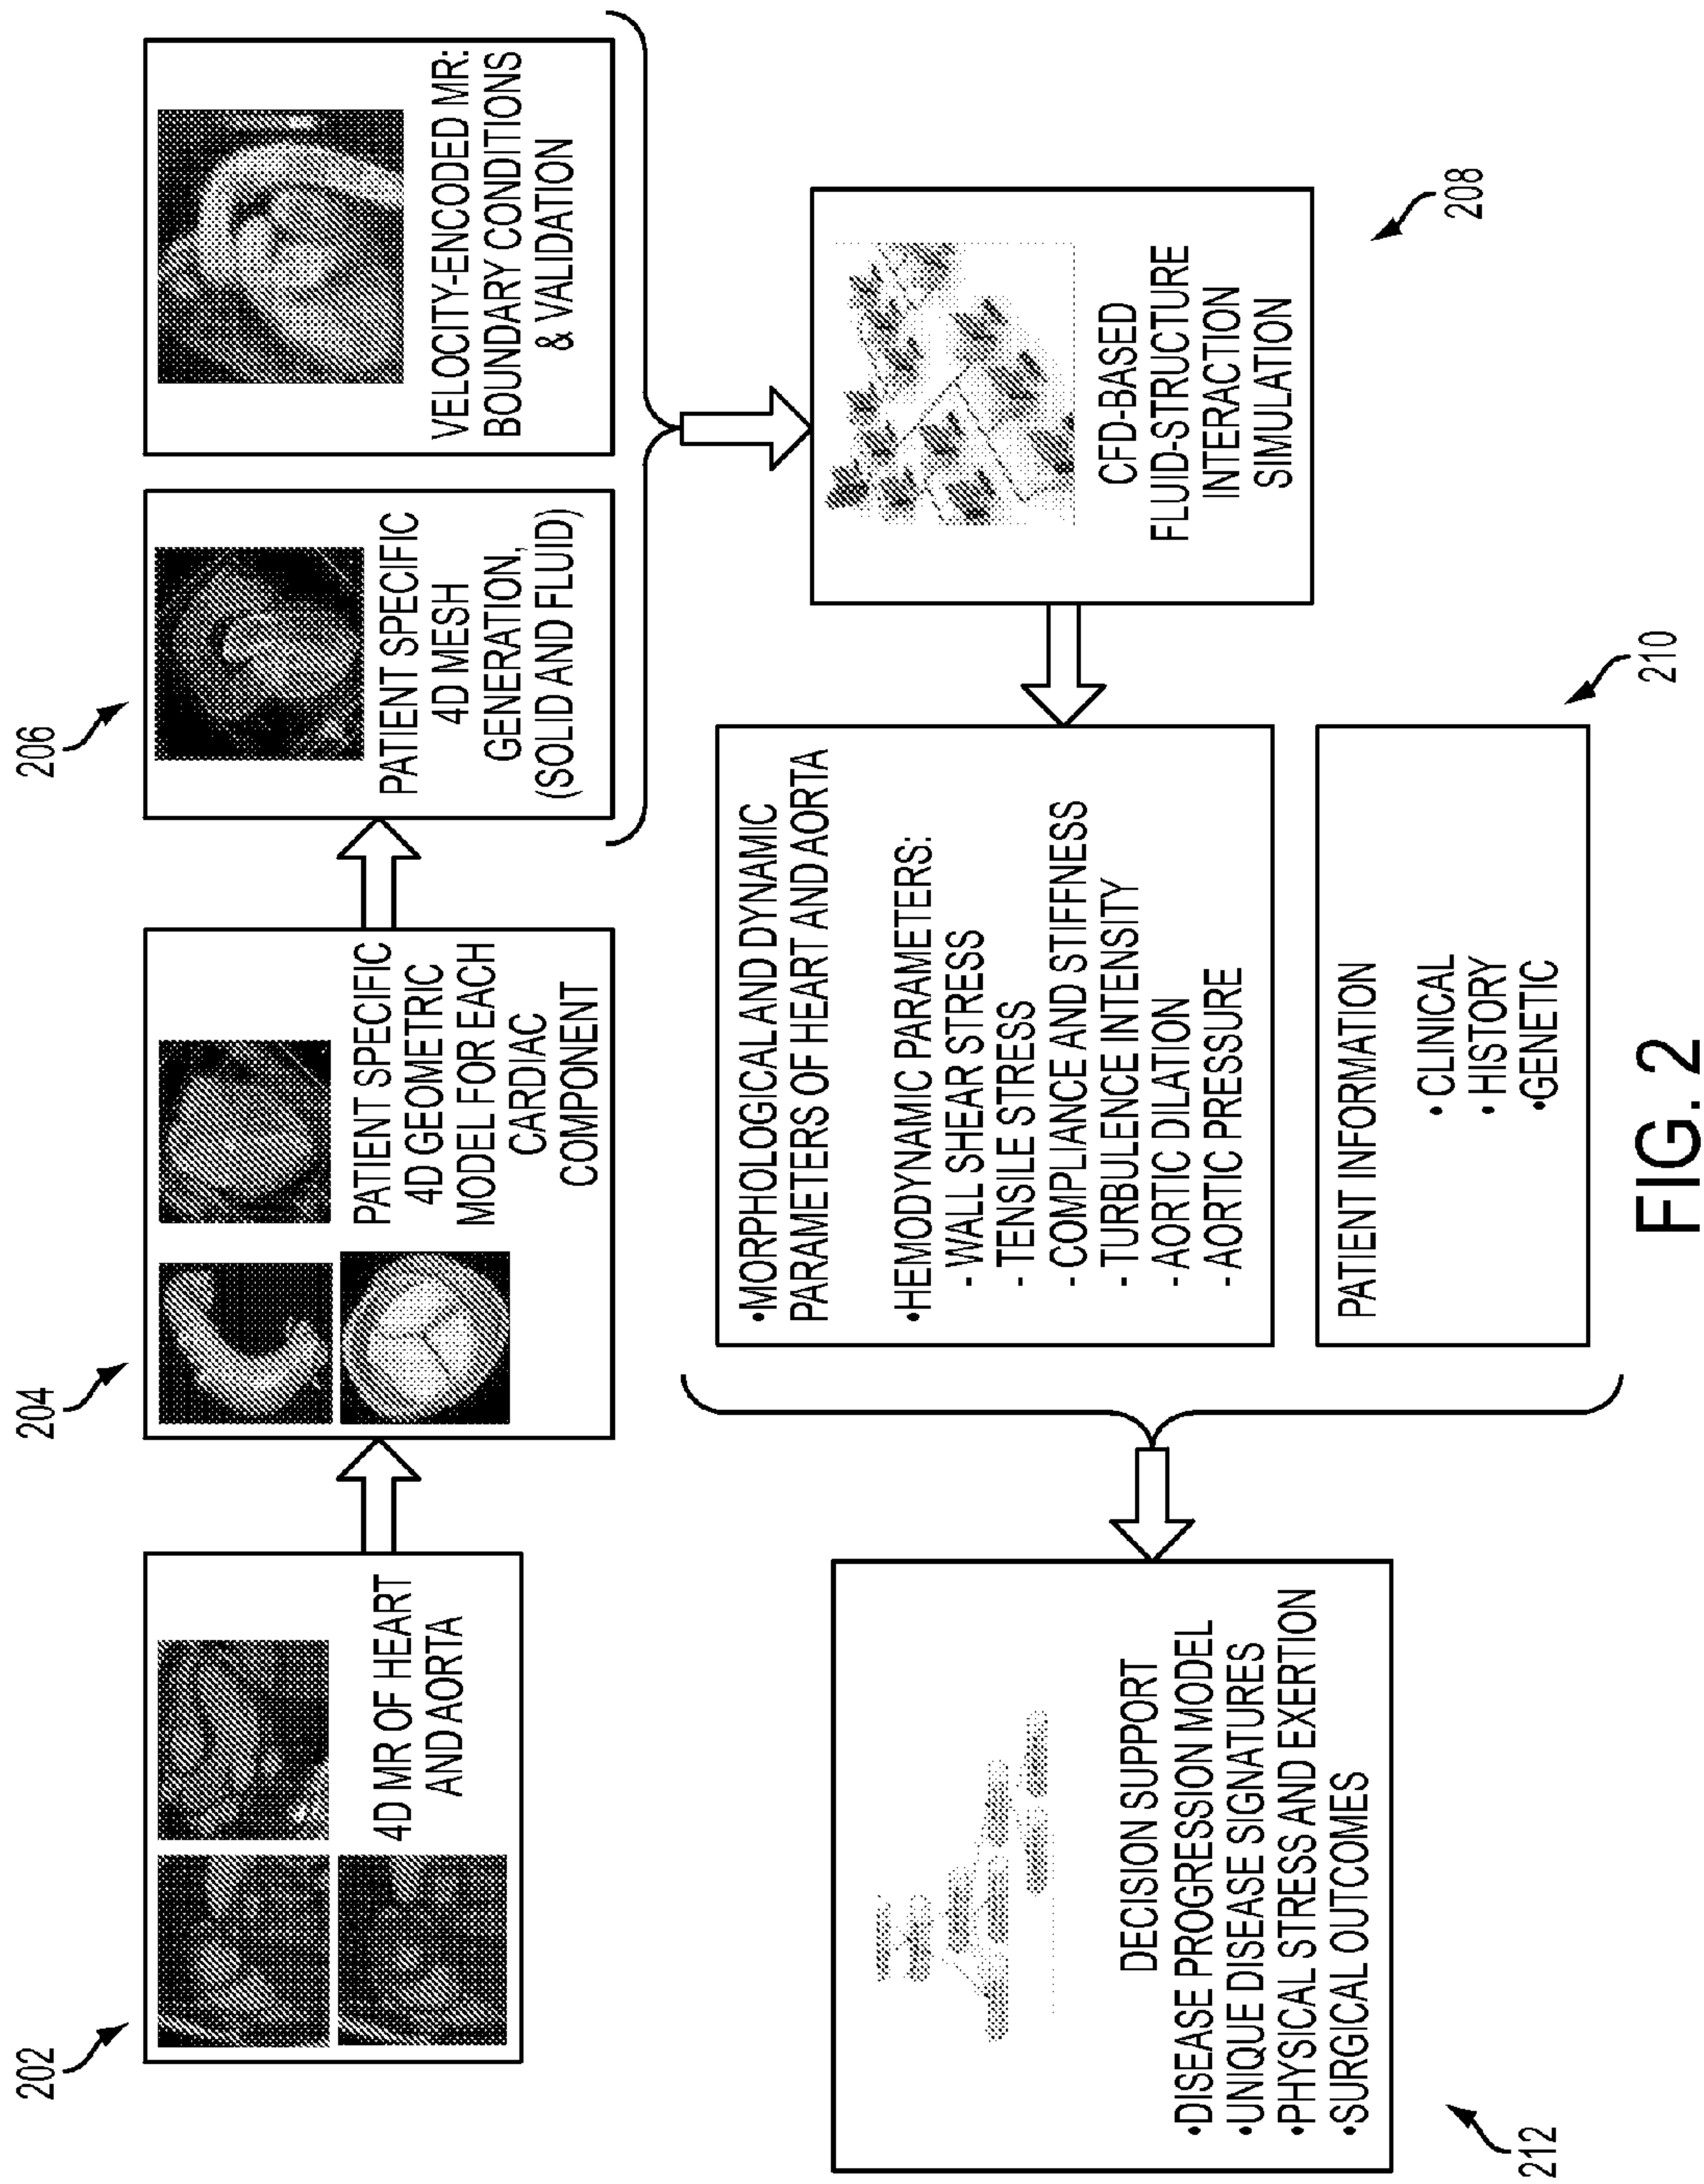 202
4D MR OF HEART
AND AORTA
204
PATIENT SPECIFIC
4D GEOMETRIC
MODEL FOR EACH
CARDIAC
COMPONENT
206
PATIENT SPECIFIC
4D MESH
GENERATION,
(SOLID AND FLUID)
VELOCITY-ENCODED MR:
BOUNDARY CONDITIONS
& VALIDATION
CFD-BASED
FLUID-STRUCTURE
INTERACTION
SIMULATION
208
•MORPHOLOGICAL AND DYNAMIC
PARAMETERS OF HEART AND AORTA
•HEMODYNAMIC PARAMETERS:
- WALL SHEAR STRESS
- TENSILE STRESS
- COMPLIANCE AND STIFFNESS
- TURBULENCE INTENSITY
- AORTIC DILATION
- AORTIC PRESSURE
PATIENT INFORMATION
• CLINICAL
• HISTORY
•GENETIC
210
DECISION SUPPORT
•DISEASE PROGRESSION MODEL
•UNIQUE DISEASE SIGNATURES
•PHYSICAL STRESS AND EXERTION
•SURGICAL OUTCOMES
212
FIG. 2